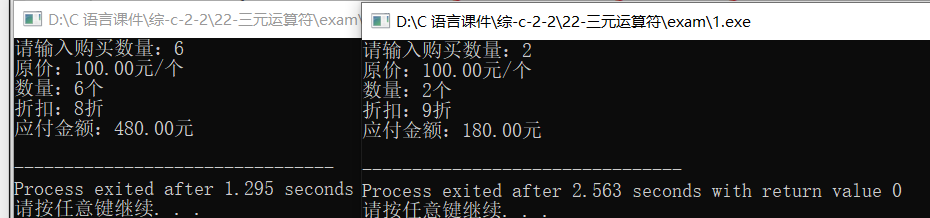 D:\C 语言课件\综-c-2-2\22-三元运算符\exam\
请输入购买数量：6
原价：100.00元/个
数量：6个
折扣：8折
应付金额：480.00元
--------------------------------
Process exited after 1.295 seconds
请按任意键继续. . .
D:\C 语言课件\综-c-2-2\22-三元运算符\exam\1.exe
请输入购买数量：2
原价：100.00元/个
数量：2个
折扣：9折
应付金额：180.00元
--------------------------------
Process exited after 2.563 seconds with return value 0
请按任意键继续. . .